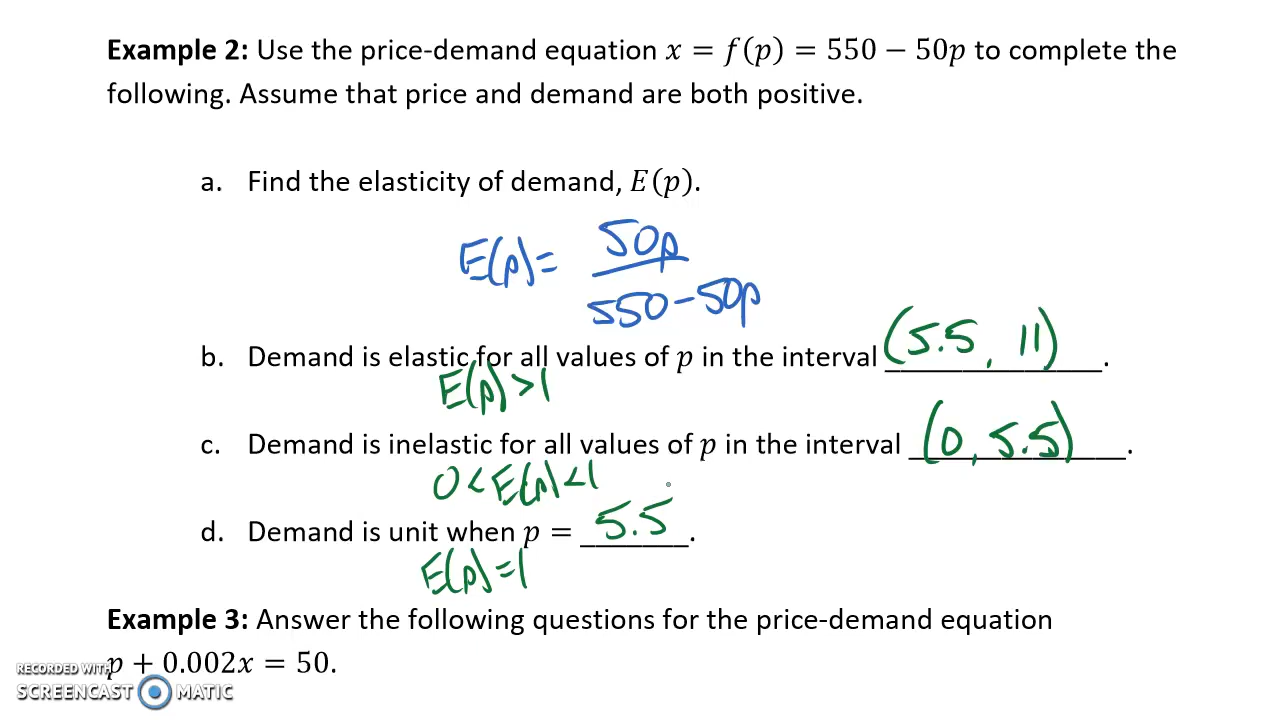 Example 2: Use the price-demand equation x = f(p) = 550 − 50p to complete the
following. Assume that price and demand are both positive.
a. Find the elasticity of demand, E(p).
E(p) = 50p
550 − 50p
b. Demand is elastic for all values of p in the interval (5.5, 11).
E(p) > 1
c. Demand is inelastic for all values of p in the interval (0, 5.5).
0 < E(p) < 1
d. Demand is unit when p = 5.5.
E(p) = 1
Example 3: Answer the following questions for the price-demand equation
p + 0.002x = 50.
RECORDED WITH
SCREENCAST MATIC